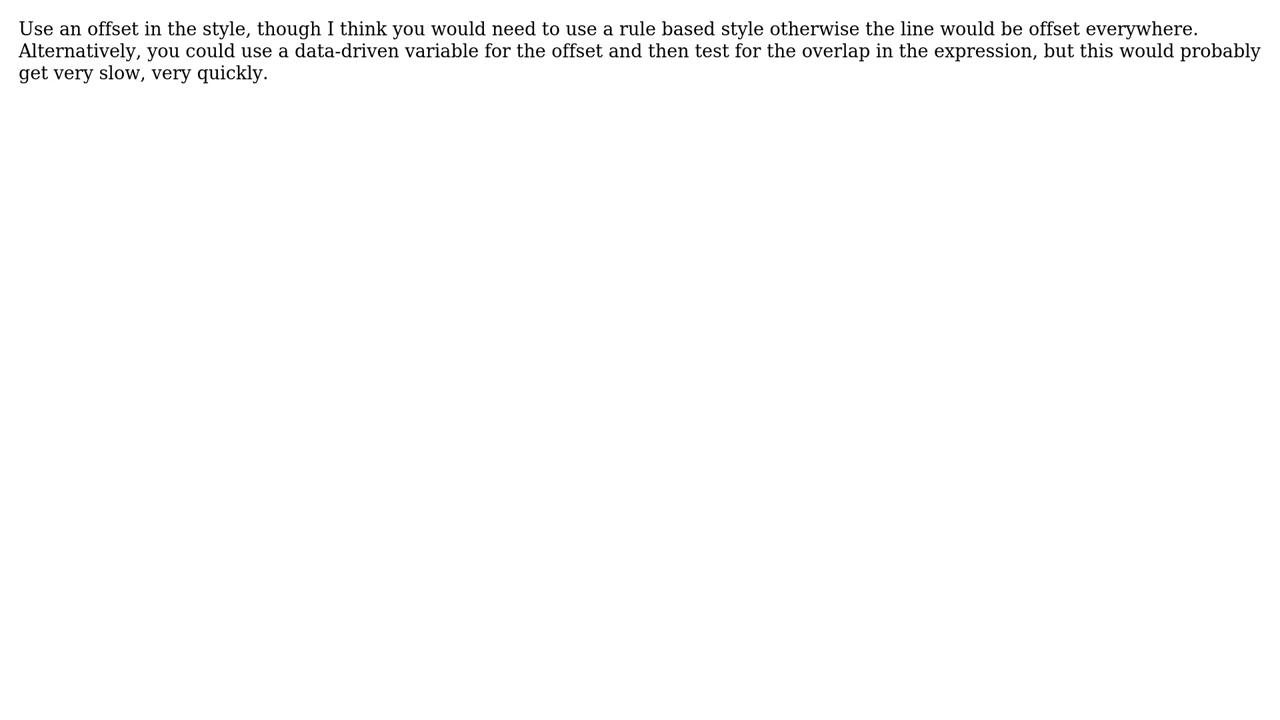 Use an offset in the style, though I think you would need to use a rule based style otherwise the line would be offset everywhere.
Alternatively, you could use a data-driven variable for the offset and then test for the overlap in the expression, but this would probably
get very slow, very quickly.